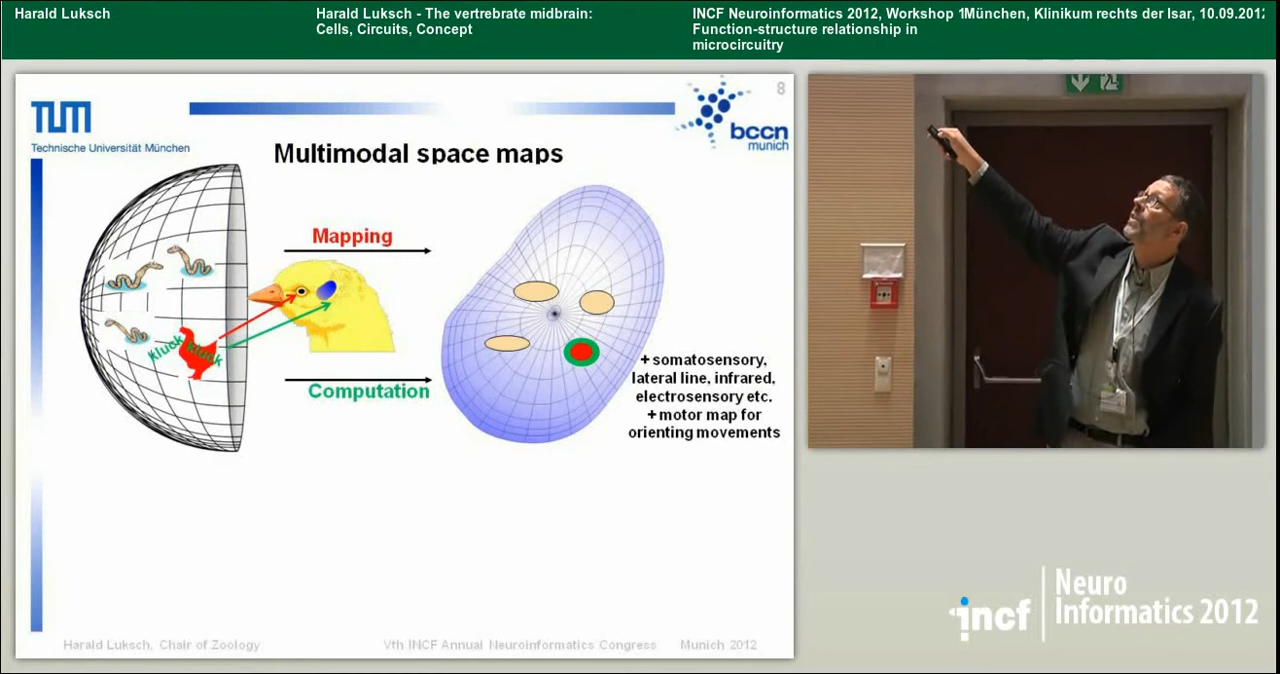 Harald Luksch
Harald Luksch - The vertrebrate midbrain:
Cells, Circuits, Concept
INCF Neuroinformatics 2012, Workshop 1
Function-structure relationship in
microcircuitry
München, Klinikum rechts der Isar, 10.09.2012
8
TUM
Technische Universität München
bccn
munich
Multimodal space maps
Mapping
kluck kluck
Computation
+ somatosensory,
lateral line, infrared,
electrosensory etc.
+ motor map for
orienting movements
Harald Luksch, Chair of Zoology
Vth INCF Annual Neuroinformatics Congress
Munich 2012
incf
Neuro
Informatics 2012